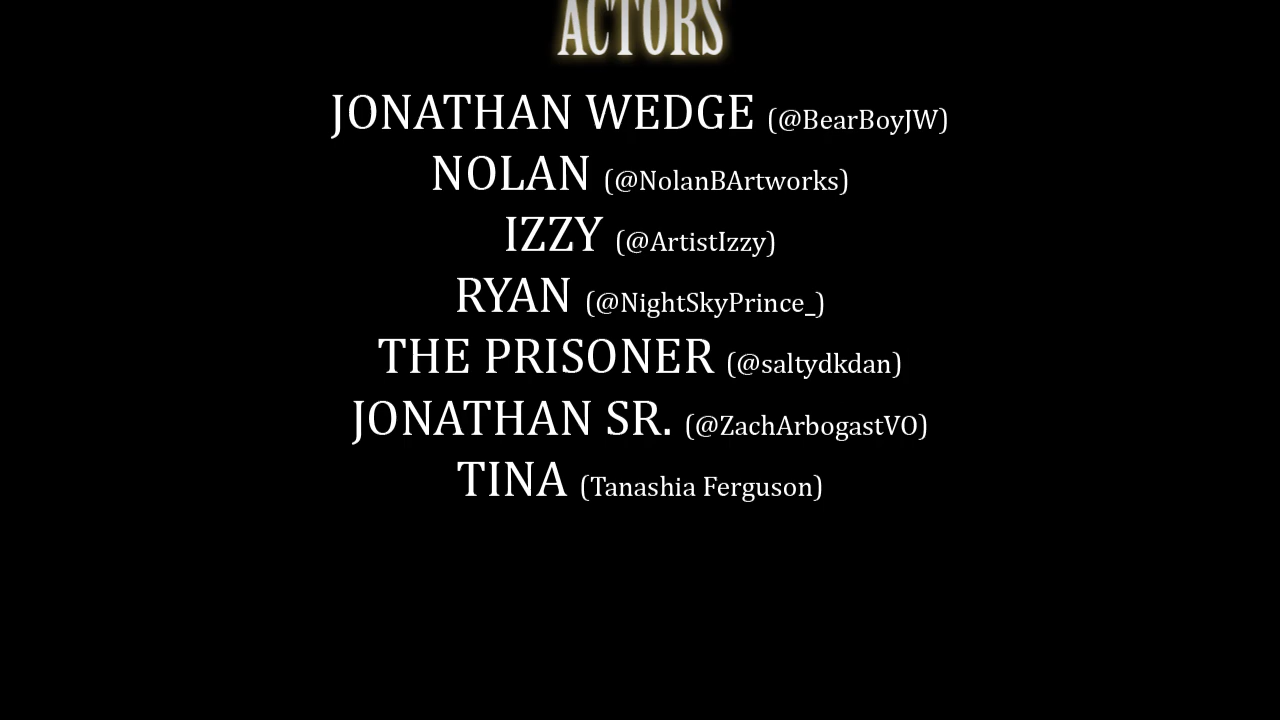 ACTORS
JONATHAN WEDGE (@BearBoyJW)
NOLAN (@NolanBArtworks)
IZZY (@ArtistIzzy)
RYAN (@NightSkyPrince_)
THE PRISONER (@saltydkdan)
JONATHAN SR. (@ZachArbogastVO)
TINA (Tanashia Ferguson)